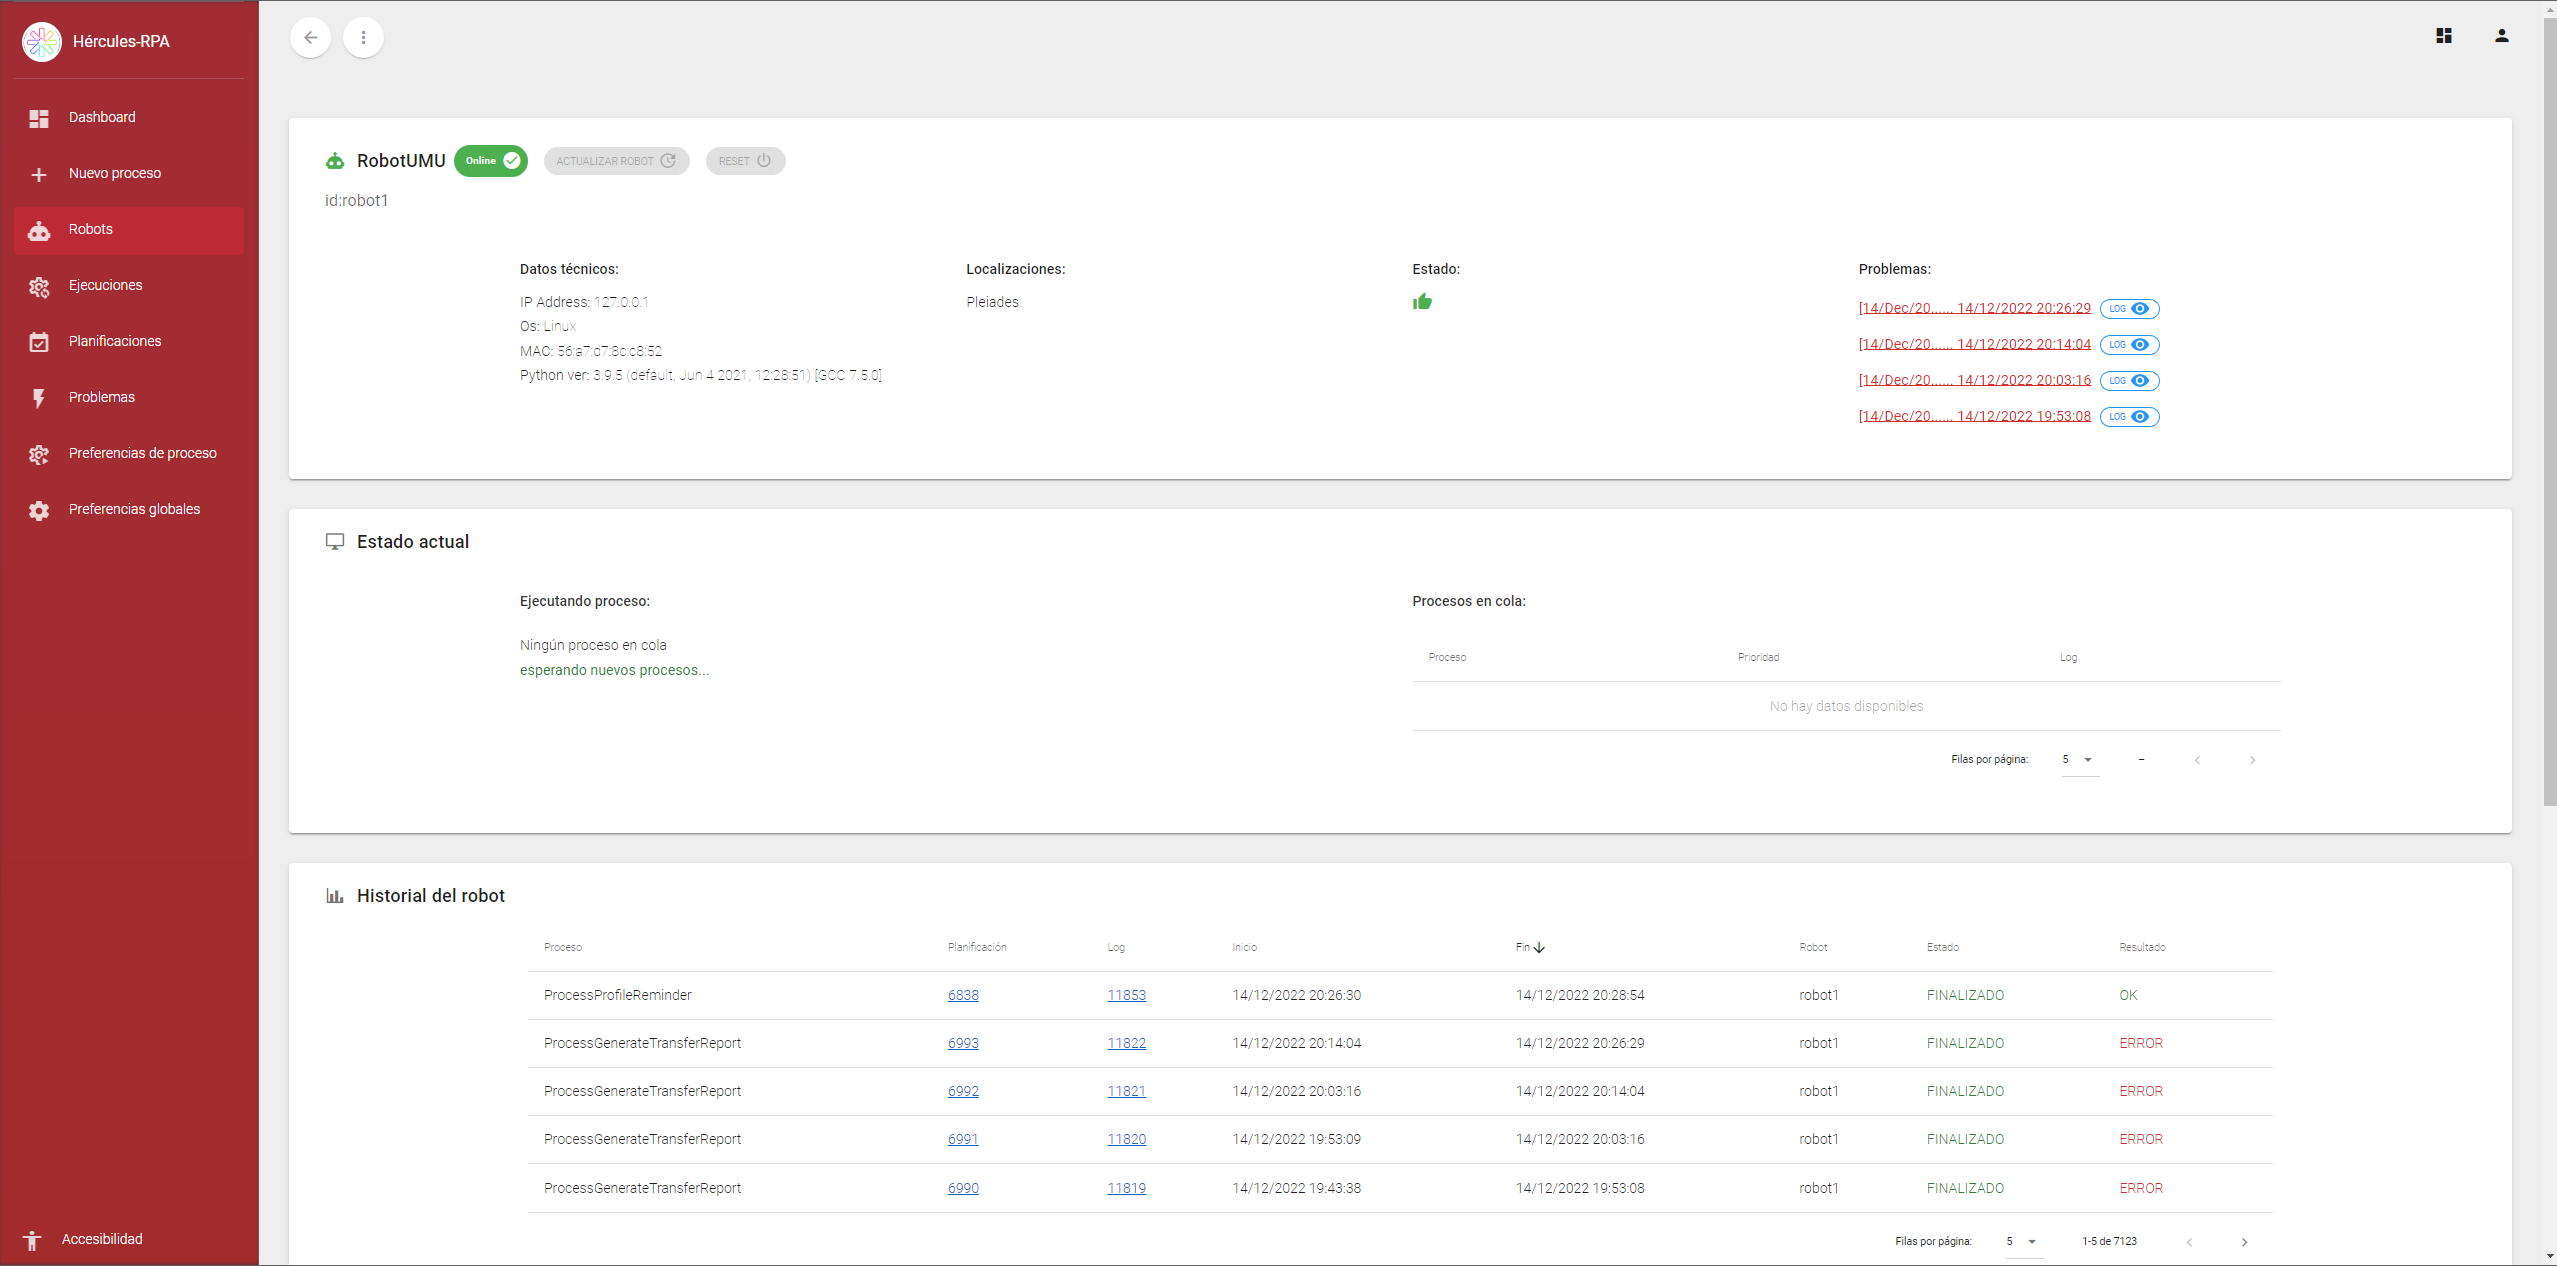 Hércules-RPA
Dashboard
Nuevo proceso
Robots
Ejecuciones
Planificaciones
Problemas
Preferencias de proceso
Preferencias globales
Accesibilidad
RobotUMU Online ACTUALIZAR ROBOT RESET
id:robot1
Datos técnicos:
IP Address: 127.0.0.1
Os: Linux
MAC: 56:a7:d7:8c:c8:52
Python ver: 3.9.5 (default, Jun 4 2021, 12:28:51) [GCC 7.5.0]
Localizaciones:
Pleiades
Estado:
Problemas:
[14/Dec/20...... 14/12/2022 20:26:29 LOG
[14/Dec/20...... 14/12/2022 20:14:04 LOG
[14/Dec/20...... 14/12/2022 20:03:16 LOG
[14/Dec/20...... 14/12/2022 19:53:08 LOG
Estado actual
Ejecutando proceso:
Ningún proceso en cola
esperando nuevos procesos...
Procesos en cola:
Proceso Prioridad Log
No hay datos disponibles
Filas por página: 5 –
Historial del robot
Proceso Planificación Log Inicio Fin Robot Estado Resultado
ProcessProfileReminder 6838 11853 14/12/2022 20:26:30 14/12/2022 20:28:54 robot1 FINALIZADO OK
ProcessGenerateTransferReport 6993 11822 14/12/2022 20:14:04 14/12/2022 20:26:29 robot1 FINALIZADO ERROR
ProcessGenerateTransferReport 6992 11821 14/12/2022 20:03:16 14/12/2022 20:14:04 robot1 FINALIZADO ERROR
ProcessGenerateTransferReport 6991 11820 14/12/2022 19:53:09 14/12/2022 20:03:16 robot1 FINALIZADO ERROR
ProcessGenerateTransferReport 6990 11819 14/12/2022 19:43:38 14/12/2022 19:53:08 robot1 FINALIZADO ERROR
Filas por página: 5 1-5 de 7123